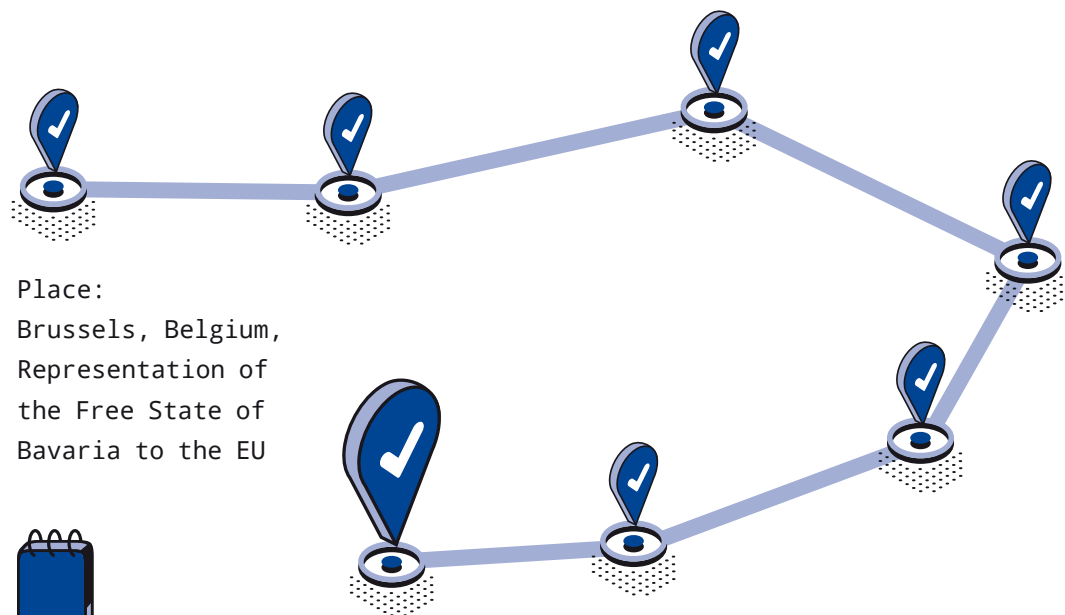 Place:
Brussels, Belgium,
Representation of
the Free State of
Bavaria to the EU